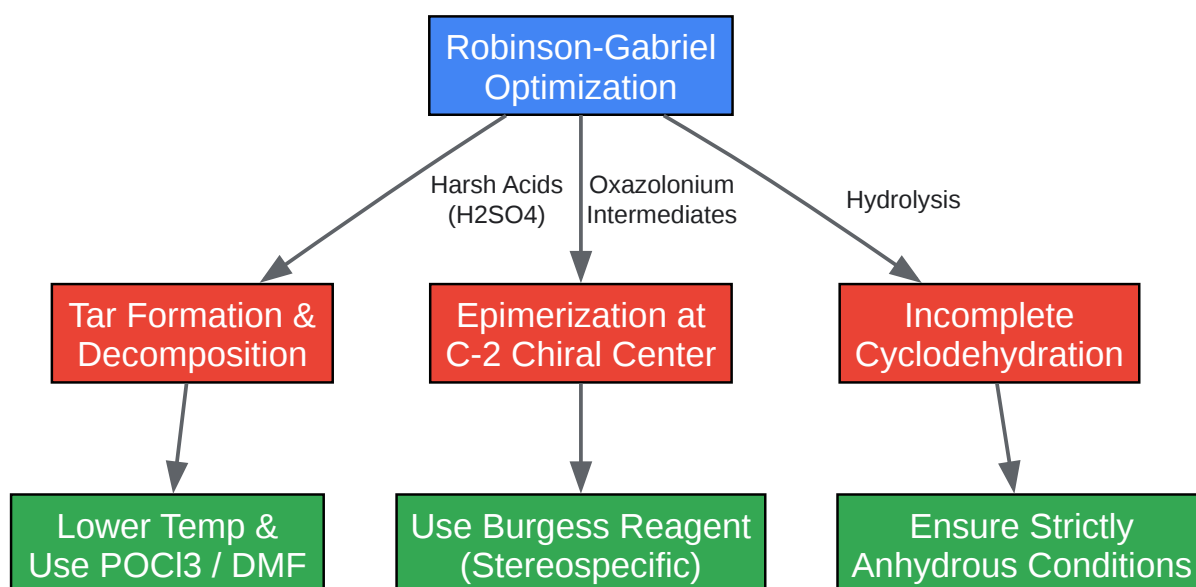 Robinson-Gabriel
Optimization
Harsh Acids
(H2SO4)
Oxazolonium
Intermediates
Hydrolysis
Tar Formation &
Decomposition
Epimerization at
C-2 Chiral Center
Incomplete
Cyclodehydration
Lower Temp &
Use POCl3 / DMF
Use Burgess Reagent
(Stereospecific)
Ensure Strictly
Anhydrous Conditions